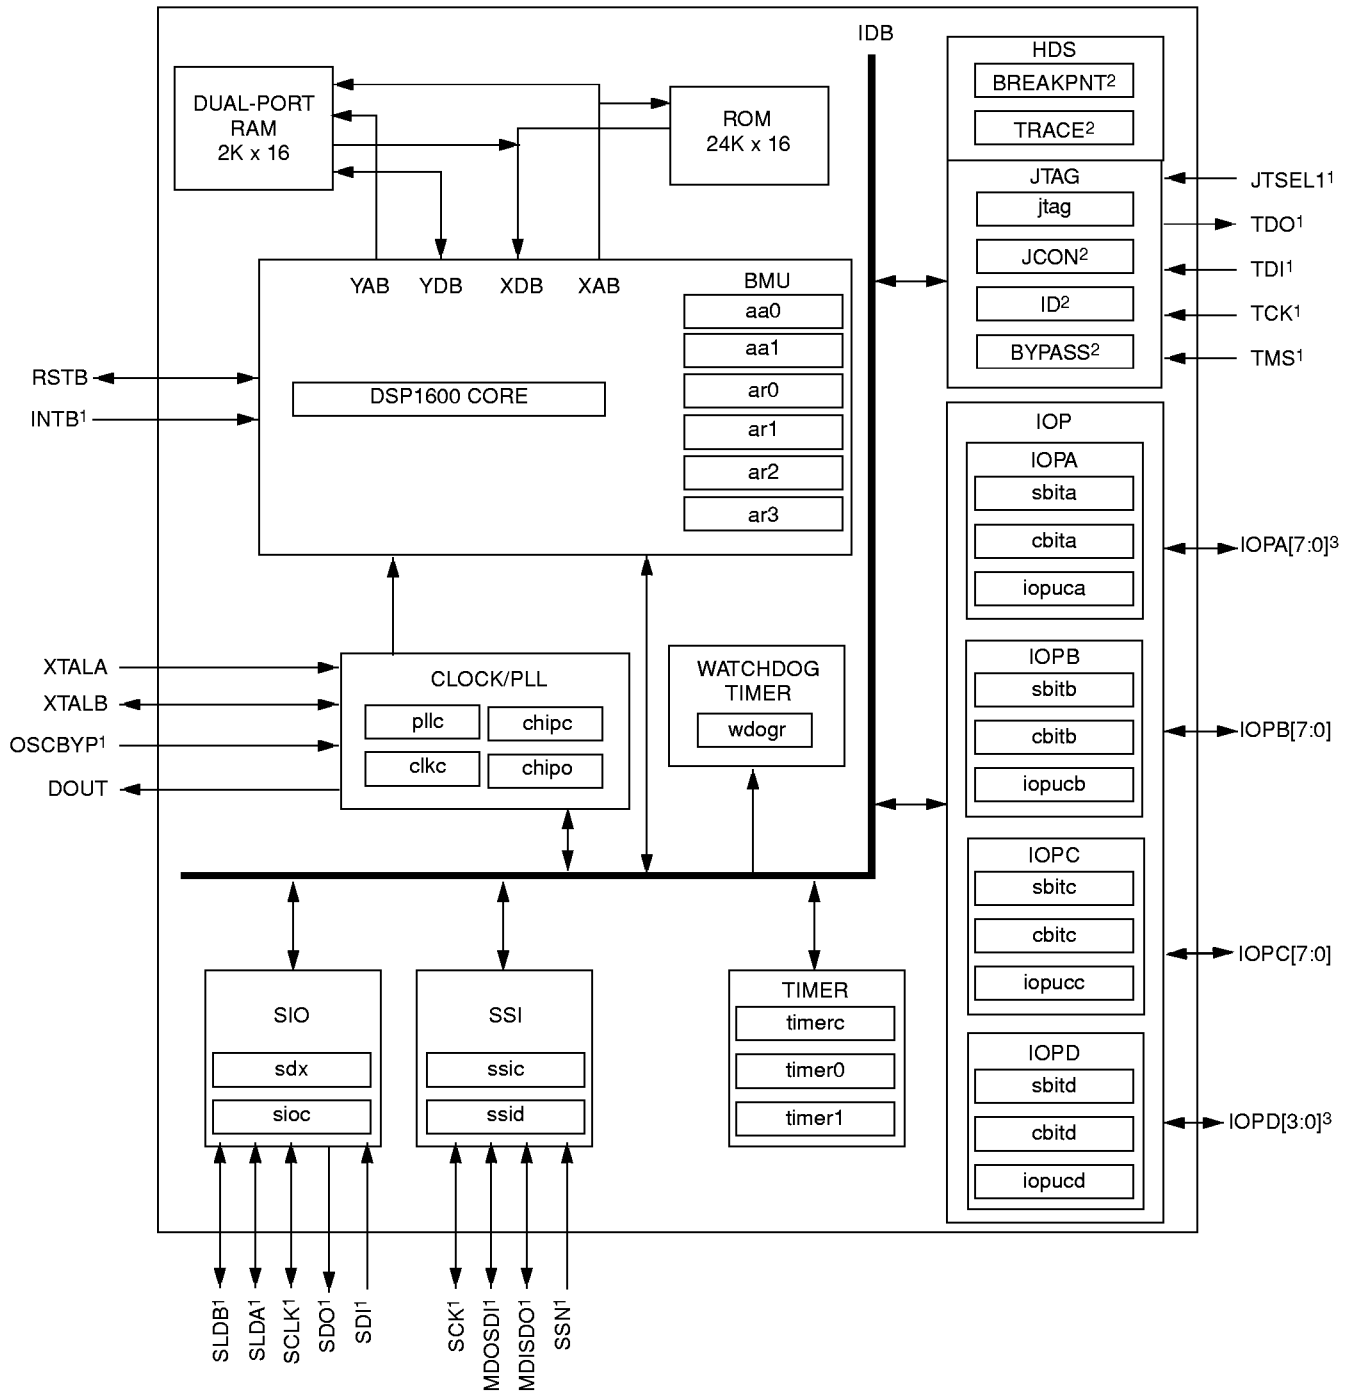 IDB
DUAL-PORT
RAM
2K x 16
ROM
24K x 16
HDS
BREAKPNT2
TRACE2
JTAG
jtag
JCON2
ID2
BYPASS2
JTSEL11
TDO1
TDI1
TCK1
TMS1
YAB YDB XDB XAB
BMU
aa0
aa1
ar0
ar1
ar2
ar3
DSP1600 CORE
RSTB
INTB1
IOP
IOPA
sbita
cbita
iopuca
IOPA[7:0]3
IOPB
sbitb
cbitb
iopucb
IOPB[7:0]
IOPC
sbitc
cbitc
iopucc
IOPC[7:0]
IOPD
sbitd
cbitd
iopucd
IOPD[3:0]3
XTALA
XTALB
OSCBYP1
DOUT
CLOCK/PLL
pllc chipc
clkc chipo
WATCHDOG
TIMER
wdogr
SIO
sdx
sioc
SSI
ssic
ssid
TIMER
timerc
timer0
timer1
SLDB1
SLDA1
SCLK1
SDO1
SDI1
SCK1
MDOSDI1
MDISDO1
SSN1